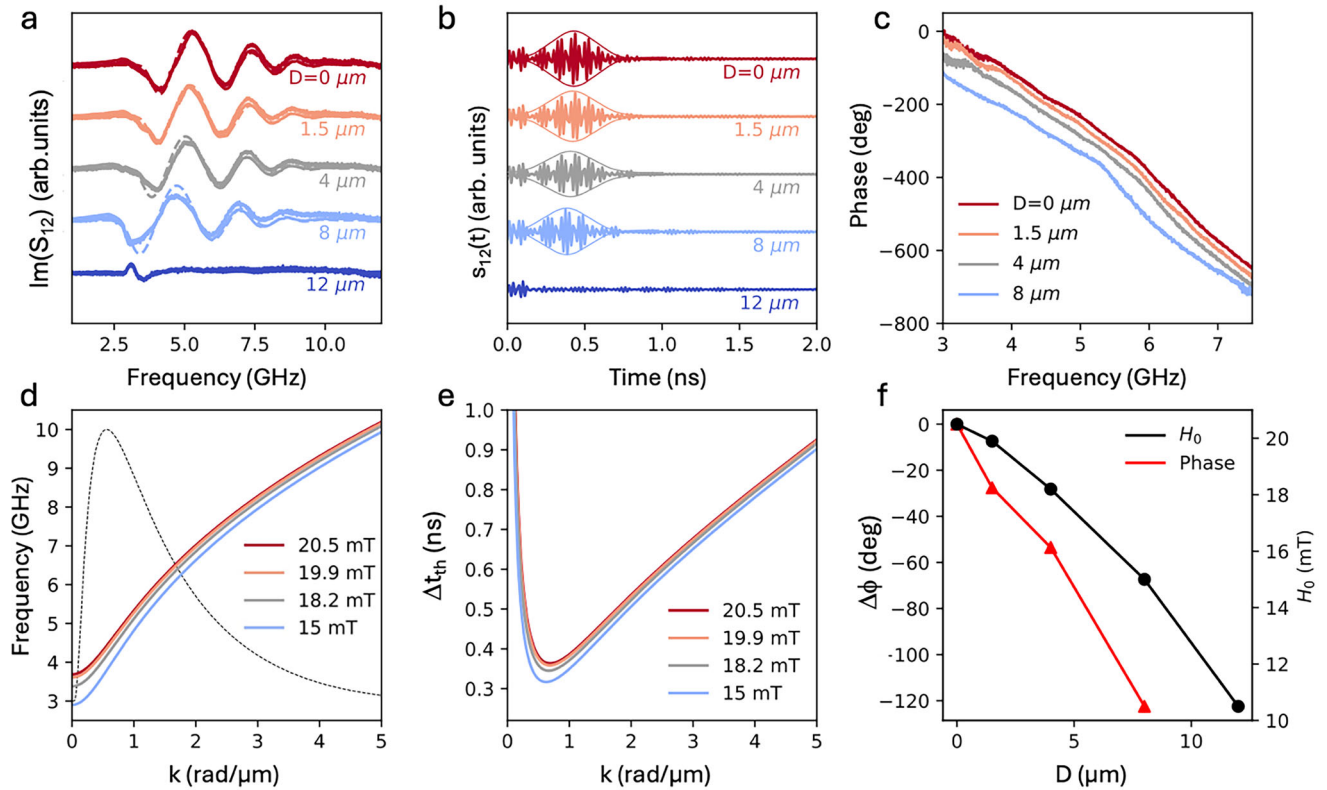 a
Im(S₁₂) (arb.units)
D=0 μm
1.5 μm
4 μm
8 μm
12 μm
2.5 5.0 7.5 10.0
Frequency (GHz)
b
s₁₂(t) (arb. units)
D=0 μm
1.5 μm
4 μm
8 μm
12 μm
0.0 0.5 1.0 1.5 2.0
Time (ns)
c
Phase (deg)
0
−200
−400
−600
−800
D=0 μm
1.5 μm
4 μm
8 μm
3 4 5 6 7
Frequency (GHz)
d
Frequency (GHz)
10
9
8
7
6
5
4
3
20.5 mT
19.9 mT
18.2 mT
15 mT
0 1 2 3 4 5
k (rad/μm)
e
Δt_th (ns)
1.0
0.9
0.8
0.7
0.6
0.5
0.4
0.3
20.5 mT
19.9 mT
18.2 mT
15 mT
0 1 2 3 4 5
k (rad/μm)
f
Δϕ (deg)
0
−20
−40
−60
−80
−100
−120
H₀
Phase
20
18
16
14
12
10
H₀ (mT)
0 5 10
D (μm)